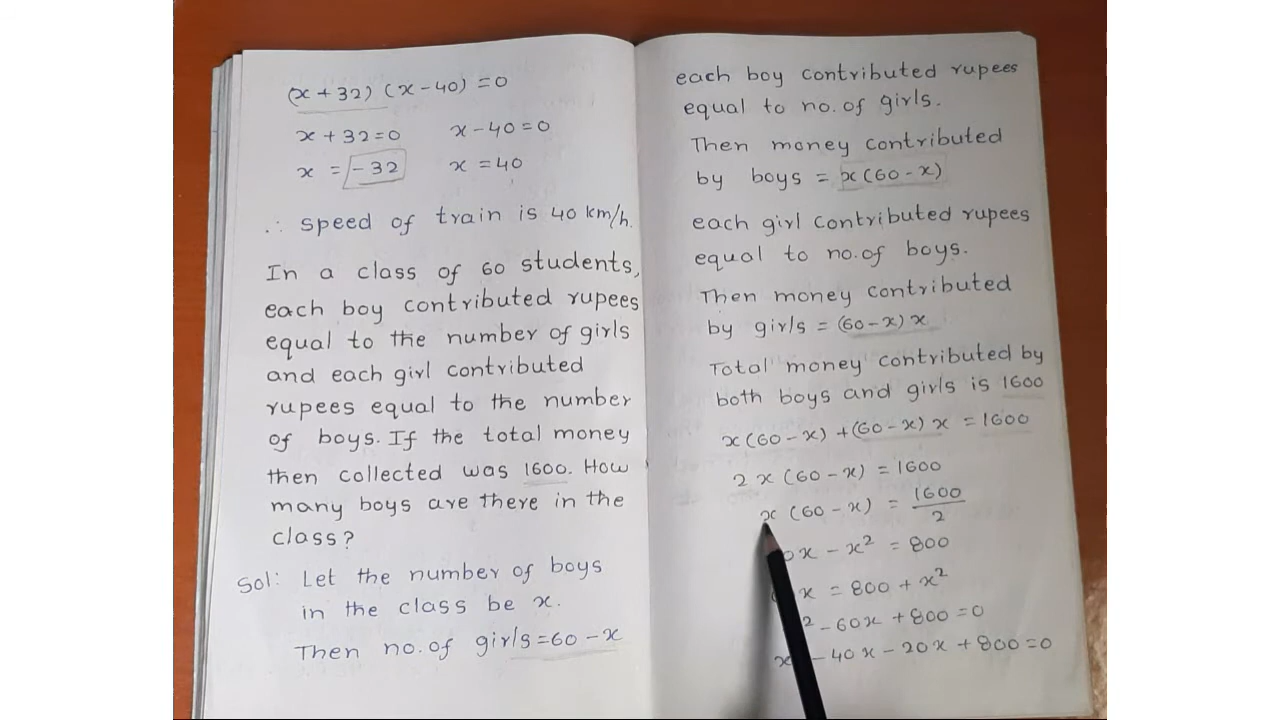 (x + 32) (x - 40) = 0
x + 32 = 0 x - 40 = 0
x = -32 x = 40
∴ speed of train is 40 km/h.
In a class of 60 students,
each boy contributed rupees
equal to the number of girls
and each girl contributed
rupees equal to the number
of boys. If the total money
then collected was 1600. How
many boys are there in the
class?
Sol: Let the number of boys
in the class be x.
Then no. of girls = 60 - x
each boy contributed rupees
equal to no. of girls.
Then money contributed
by boys = x(60 - x)
each girl contributed rupees
equal to no. of boys.
Then money contributed
by girls = (60 - x) x
Total money contributed by
both boys and girls is 1600
x(60 - x) + (60 - x) x = 1600
2 x (60 - x) = 1600
x (60 - x) = 1600/2
0x - x² = 800
x = 800 + x²
² - 60x + 800 = 0
x - 40x - 20x + 800 = 0